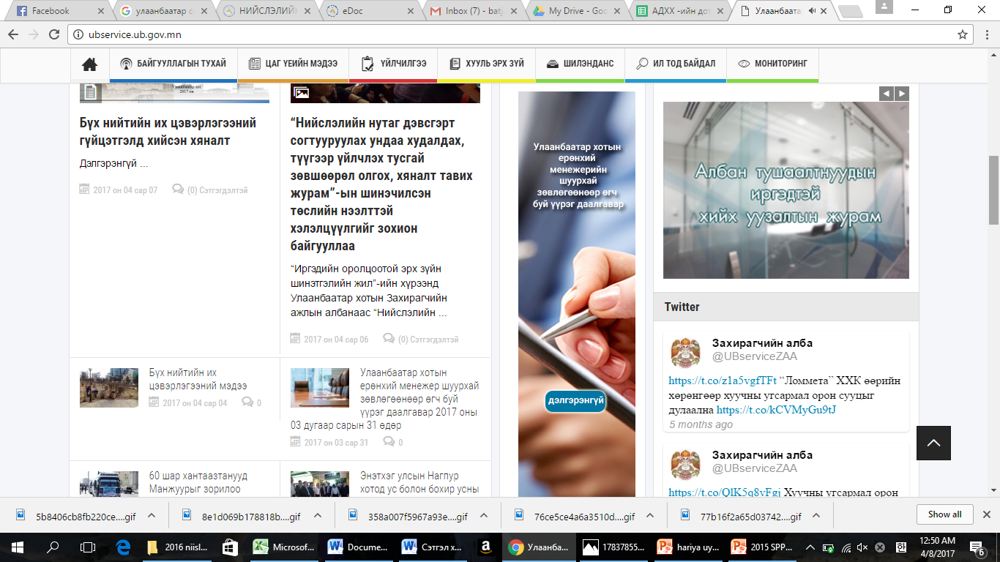 Facebook
улаанбаатар с
НИЙСЛЭЛИЙН
eDoc
Inbox (7) - batj
My Drive - Goo
АДХХ -ийн дот
Улаанбаата
ubservice.ub.gov.mn
БАЙГУУЛЛАГЫН ТУХАЙ
ЦАГ ҮЕИЙН МЭДЭЭ
ҮЙЛЧИЛГЭЭ
ХУУЛЬ ЭРХ ЗҮЙ
ШИЛЭНДАНС
ИЛ ТОД БАЙДАЛ
МОНИТОРИНГ
Улаанбаатар хот
2017 он
Бүх нийтийн их цэвэрлэгээний
гүйцэтгэлд хийсэн хяналт
Дэлгэрэнгүй ...
2017 он 04 сар 07 (0) Сэтгэгдэлтэй
“Нийслэлийн нутаг дэвсгэрт
согтууруулах ундаа худалдах,
түүгээр үйлчлэх тусгай
зөвшөөрөл олгох, хяналт тавих
журам”-ын шинэчилсэн
төслийн нээлттэй
хэлэлцүүлгийг зохион
байгууллаа
“Иргэдийн оролцоотой эрх зүйн
шинэтгэлийн жил”-ийн хүрээнд
Улаанбаатар хотын Захирагчийн
ажлын албанаас “Нийслэлийн ...
2017 он 04 сар 06 (0) Сэтгэгдэлтэй
Бүх нийтийн их
цэвэрлэгээний мэдээ
2017 он 04 сар 04 0
Улаанбаатар хотын
ерөнхий менежер шуурхай
зөвлөгөөнөөр өгч буй
үүрэг даалгавар 2017 оны
03 дугаар сарын 31 өдөр
2017 он 03 сар 31 0
60 шар хантаазтанууд
Манжуурыг зорилоо
Энэтхэг улсын Нагпур
хотод ус болон бохир усны
Улаанбаатар хотын
ерөнхий
менежерийн
шуурхай
зөвлөгөөнөөр өгч
буй үүрэг даалгавар
дэлгэрэнгүй
Албан тушаалтнуудын
иргэдтэй
хийх уузалтын журам
Twitter
Захирагчийн алба
@UBserviceZAA
https://t.co/z1a5vgfTFt “Ломмета” ХХК өөрийн
хөрөнгөөр хуучны угсармал орон сууцыг
дулаална https://t.co/kCVMyGu9tJ
5 months ago
Захирагчийн алба
@UBserviceZAA
https://t.co/QlK5q8vFgj Хуучны угсармал орон
5b8406cb8fb220ce....gif
8e1d069b178818b....gif
358a007f5967a93e....gif
76ce5ce4a6a3510d....gif
77b16f2a65d03742....gif
Show all
2016 niisl...
Microsof...
Docume...
Сэтгэл х...
Улаанба...
17837855...
hariya uy...
2015 SPP...
한
12:50 AM
4/8/2017
6